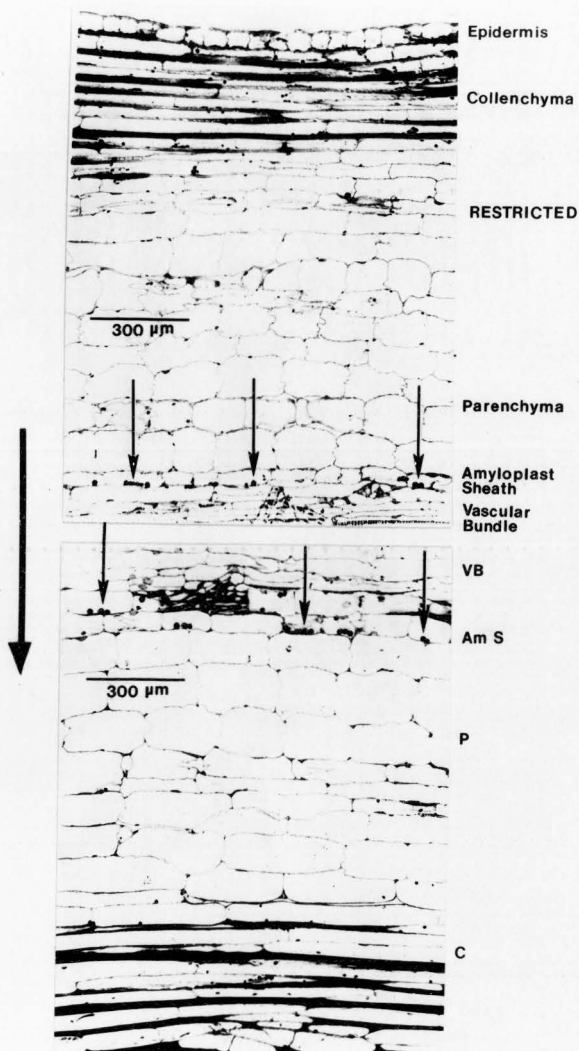 Epidermis
Collenchyma
RESTRICTED
300 µm
Parenchyma
Amyloplast
Sheath
Vascular
Bundle
VB
Am S
300 µm
P
C